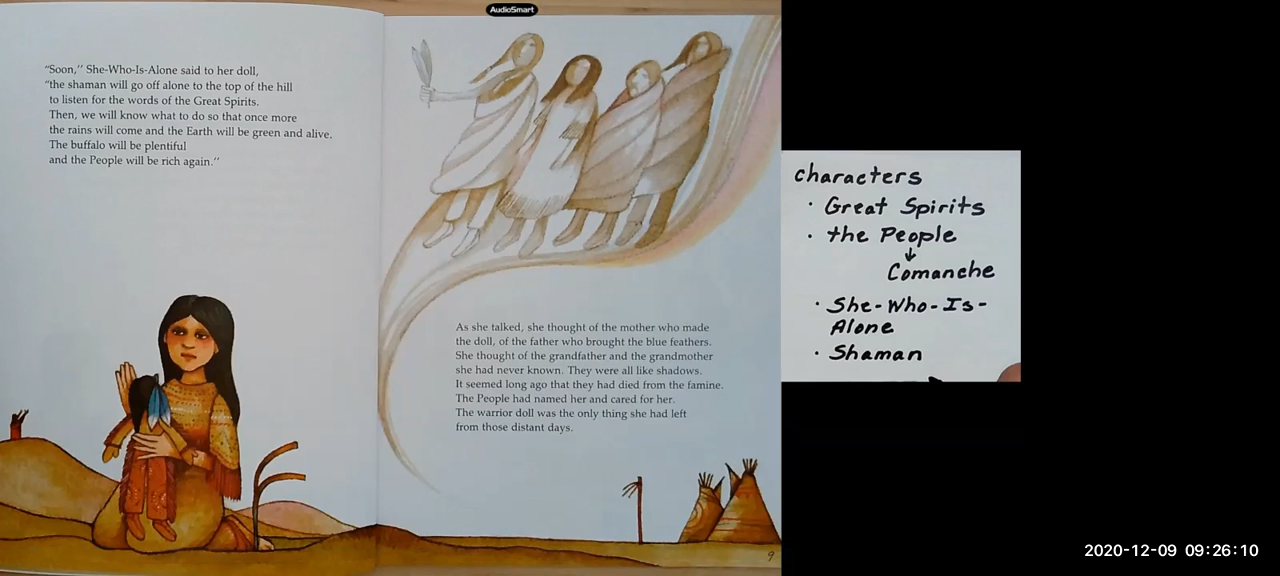 AudioSmart
“Soon,” She-Who-Is-Alone said to her doll,
“the shaman will go off alone to the top of the hill
to listen for the words of the Great Spirits.
Then, we will know what to do so that once more
the rains will come and the Earth will be green and alive.
The buffalo will be plentiful
and the People will be rich again.”
As she talked, she thought of the mother who made
the doll, of the father who brought the blue feathers.
She thought of the grandfather and the grandmother
she had never known. They were all like shadows.
It seemed long ago that they had died from the famine.
The People had named her and cared for her.
The warrior doll was the only thing she had left
from those distant days.
9
characters
· Great Spirits
· the People
↓
Comanche
· She-Who-Is-
Alone
· Shaman
2020-12-09 09:26:10